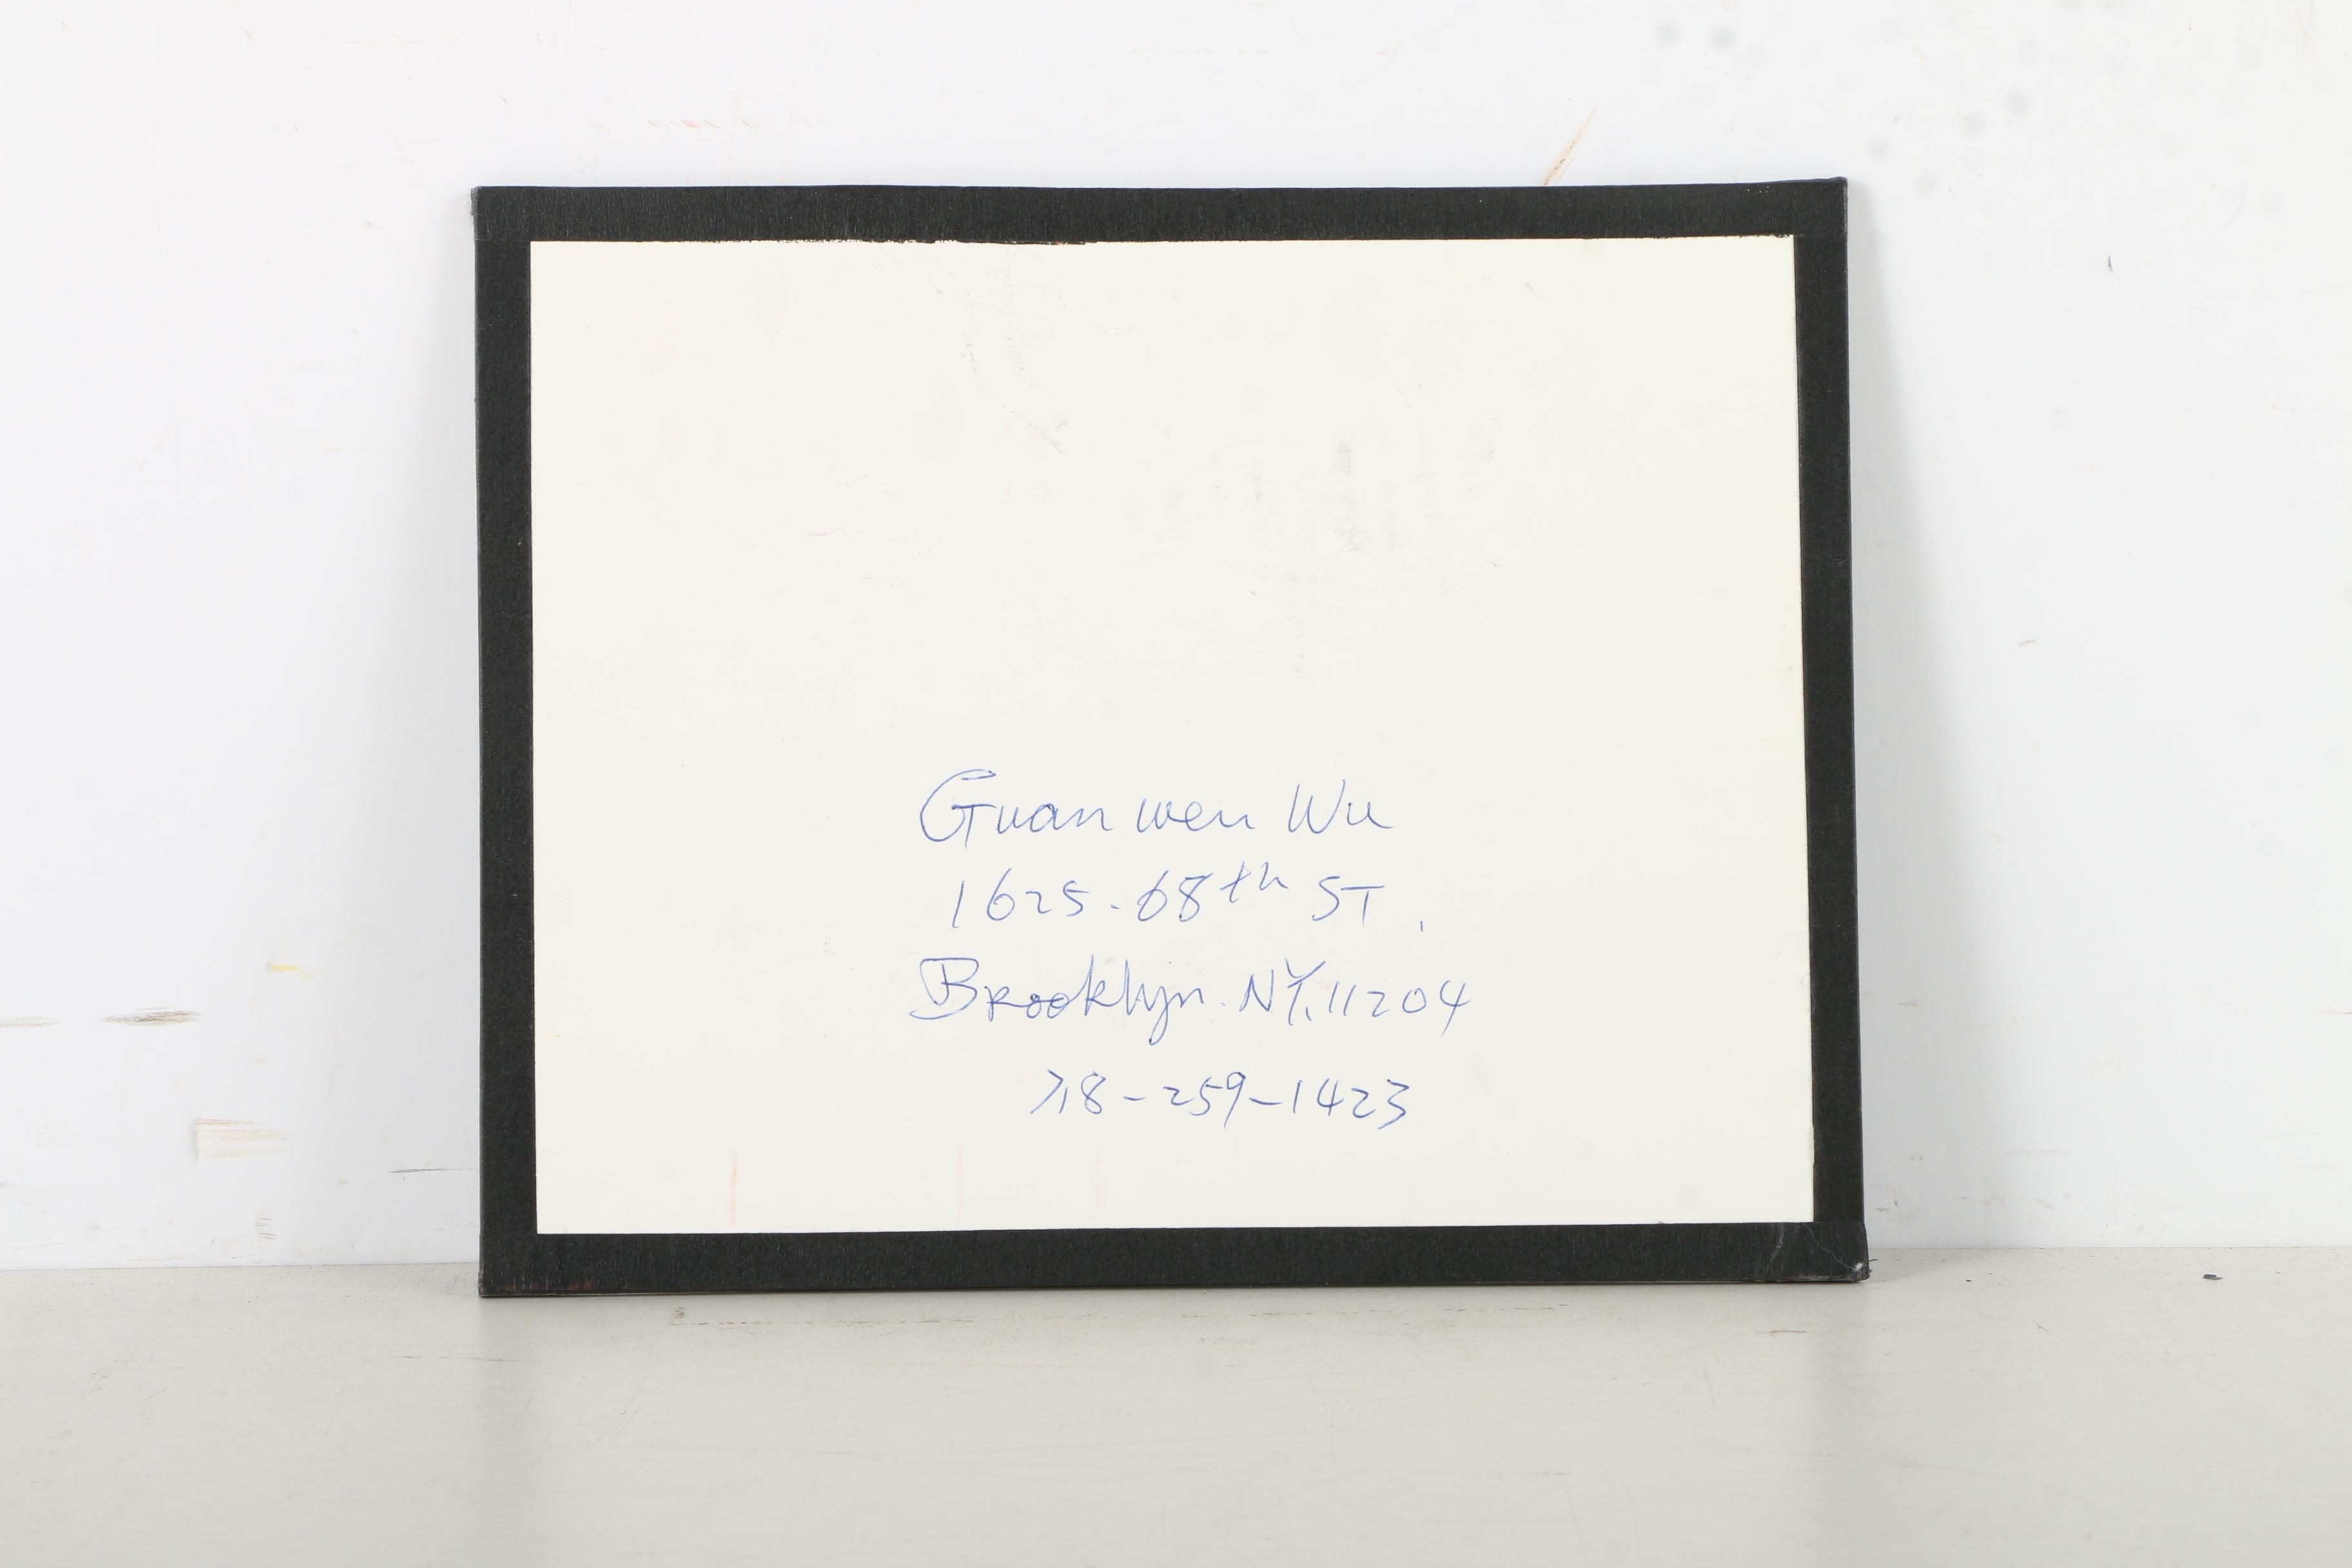 Guan wen Wu
1625-68th ST.
Brooklyn. NY. 11204
718-259-1423